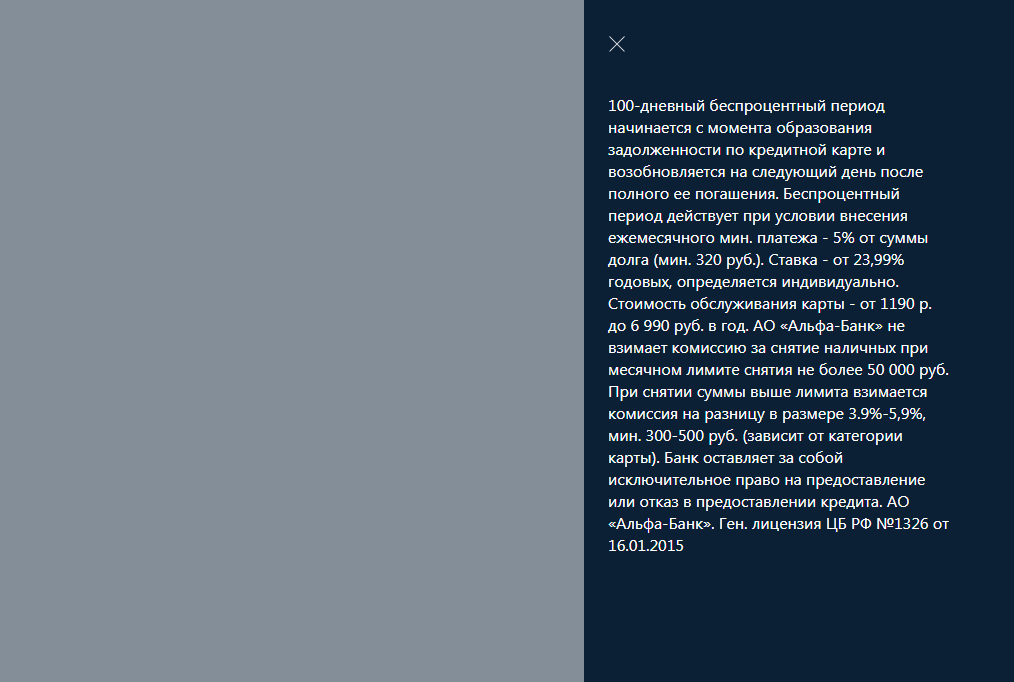 100-дневный беспроцентный период
начинается с момента образования
задолженности по кредитной карте и
возобновляется на следующий день после
полного ее погашения. Беспроцентный
период действует при условии внесения
ежемесячного мин. платежа - 5% от суммы
долга (мин. 320 руб.). Ставка - от 23,99%
годовых, определяется индивидуально.
Стоимость обслуживания карты - от 1190 р.
до 6 990 руб. в год. АО «Альфа-Банк» не
взимает комиссию за снятие наличных при
месячном лимите снятия не более 50 000 руб.
При снятии суммы выше лимита взимается
комиссия на разницу в размере 3.9%-5,9%,
мин. 300-500 руб. (зависит от категории
карты). Банк оставляет за собой
исключительное право на предоставление
или отказ в предоставлении кредита. АО
«Альфа-Банк». Ген. лицензия ЦБ РФ №1326 от
16.01.2015